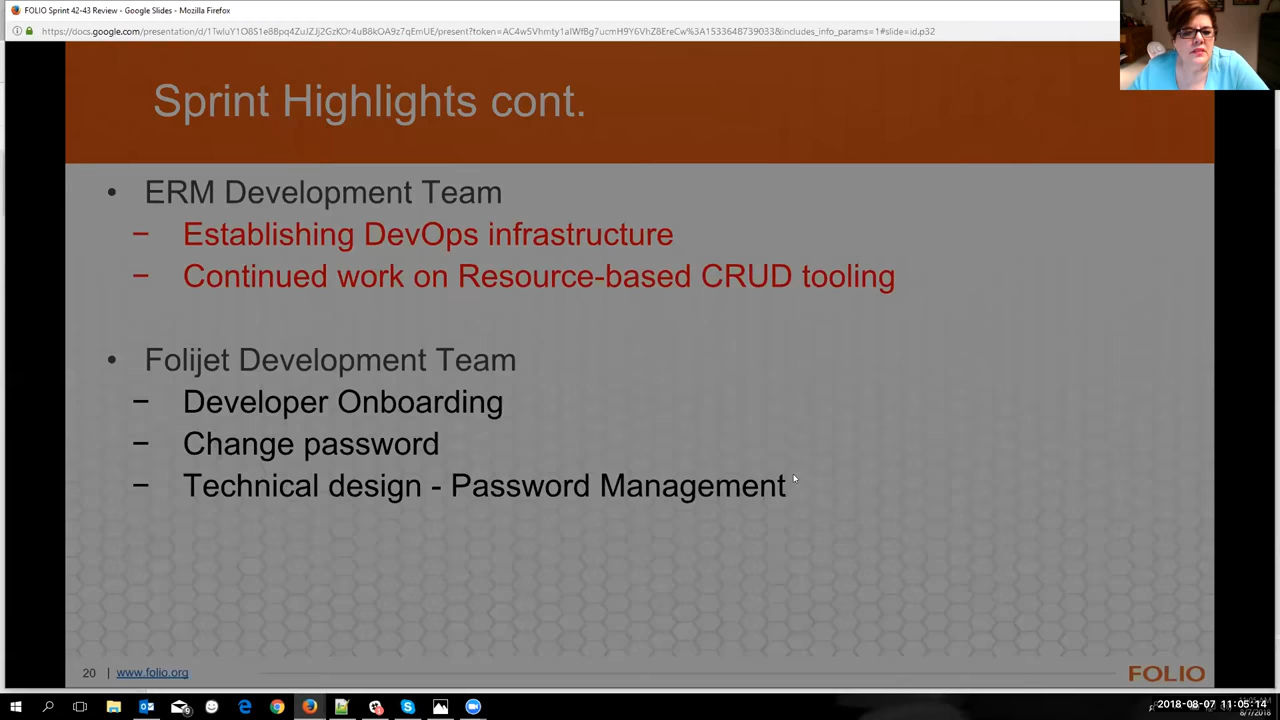 FOLIO Sprint 42-43 Review - Google Slides - Mozilla Firefox
Sprint Highlights cont.
• ERM Development Team
− Establishing DevOps infrastructure
− Continued work on Resource-based CRUD tooling
• Folijet Development Team
− Developer Onboarding
− Change password
− Technical design - Password Management
20 | www.folio.org
FOLIO
2018-08-07 11:05:14